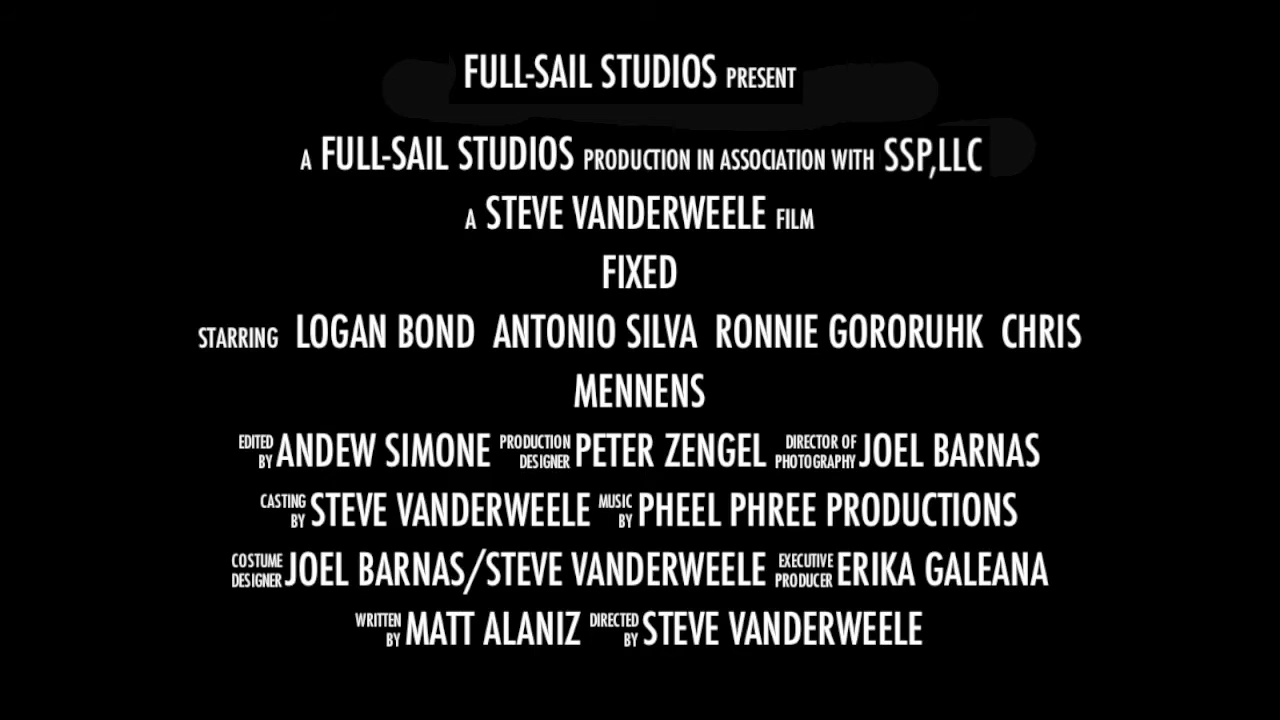 FULL-SAIL STUDIOS PRESENT
A FULL-SAIL STUDIOS PRODUCTION IN ASSOCIATION WITH SSP,LLC
A STEVE VANDERWEELE FILM
FIXED
STARRING LOGAN BOND ANTONIO SILVA RONNIE GORORUHK CHRIS
MENNENS
EDITED BY ANDEW SIMONE PRODUCTION DESIGNER PETER ZENGEL DIRECTOR OF PHOTOGRAPHY JOEL BARNAS
CASTING BY STEVE VANDERWEELE MUSIC BY PHEEL PHREE PRODUCTIONS
COSTUME DESIGNER JOEL BARNAS/STEVE VANDERWEELE EXECUTIVE PRODUCER ERIKA GALEANA
WRITTEN BY MATT ALANIZ DIRECTED BY STEVE VANDERWEELE